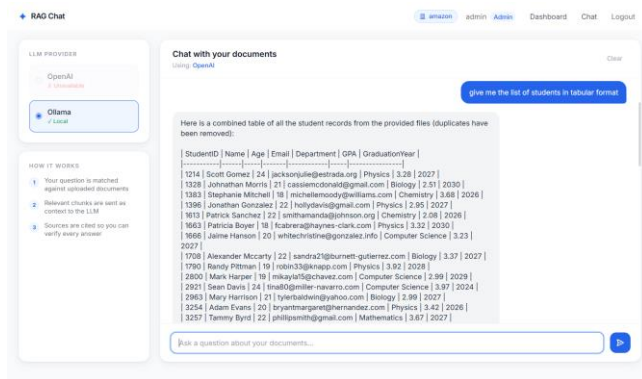 RAG Chat
amazon admin Admin Dashboard Chat Logout
LLM PROVIDER
OpenAI
Unavailable
Ollama
✓ Local
HOW IT WORKS
1 Your question is matched
against uploaded documents
2 Relevant chunks are sent as
context to the LLM
3 Sources are cited so you can
verify every answer
Chat with your documents
Using: OpenAI
Clear
give me the list of students in tabular format
Here is a combined table of all the student records from the provided files (duplicates have
been removed):
| StudentID | Name | Age | Email | Department | GPA | GraduationYear |
|-----------|------|-----|-------|------------|-----|----------------|
| 1214 | Scott Gomez | 24 | jacksonjulie@estrada.org | Physics | 3.28 | 2027 |
| 1328 | Johnathan Morris | 21 | cassiemcdonald@gmail.com | Biology | 2.51 | 2030 |
| 1383 | Stephanie Mitchell | 18 | michellemoody@williams.com | Chemistry | 3.68 | 2026 |
| 1396 | Jonathan Gonzalez | 22 | hollydavis@gmail.com | Physics | 2.95 | 2027 |
| 1613 | Patrick Sanchez | 22 | smithamanda@johnson.org | Chemistry | 2.08 | 2026 |
| 1663 | Patricia Boyer | 18 | fcabrera@haynes-clark.com | Physics | 3.32 | 2030 |
| 1666 | Jaime Hanson | 20 | whitechristine@gonzalez.info | Computer Science | 3.23 |
2027 |
| 1708 | Alexander Mccarty | 22 | sandra21@burnett-gutierrez.com | Biology | 3.37 | 2027 |
| 1790 | Randy Pittman | 19 | robin33@knapp.com | Physics | 3.92 | 2028 |
| 2800 | Mark Harper | 19 | mikayla15@chavez.com | Computer Science | 2.99 | 2029 |
| 2921 | Sean Davis | 24 | tina80@miller-navarro.com | Computer Science | 3.97 | 2024 |
| 2963 | Mary Harrison | 21 | tylerbaldwin@yahoo.com | Biology | 2.99 | 2027 |
| 3254 | Adam Evans | 20 | bryantmargaret@hernandez.com | Physics | 3.42 | 2026 |
| 3257 | Tammy Byrd | 22 | phillipsmith@gmail.com | Mathematics | 3.67 | 2027 |
Ask a question about your documents...